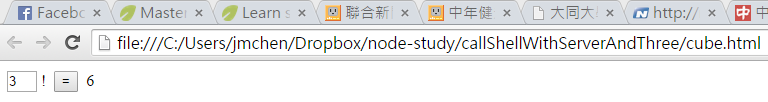 Facebo Master Learn s 聯合新 中年健 大同大 http:// 中
file:///C:/Users/jmchen/Dropbox/node-study/callShellWithServerAndThree/cube.html
3 ! = 6